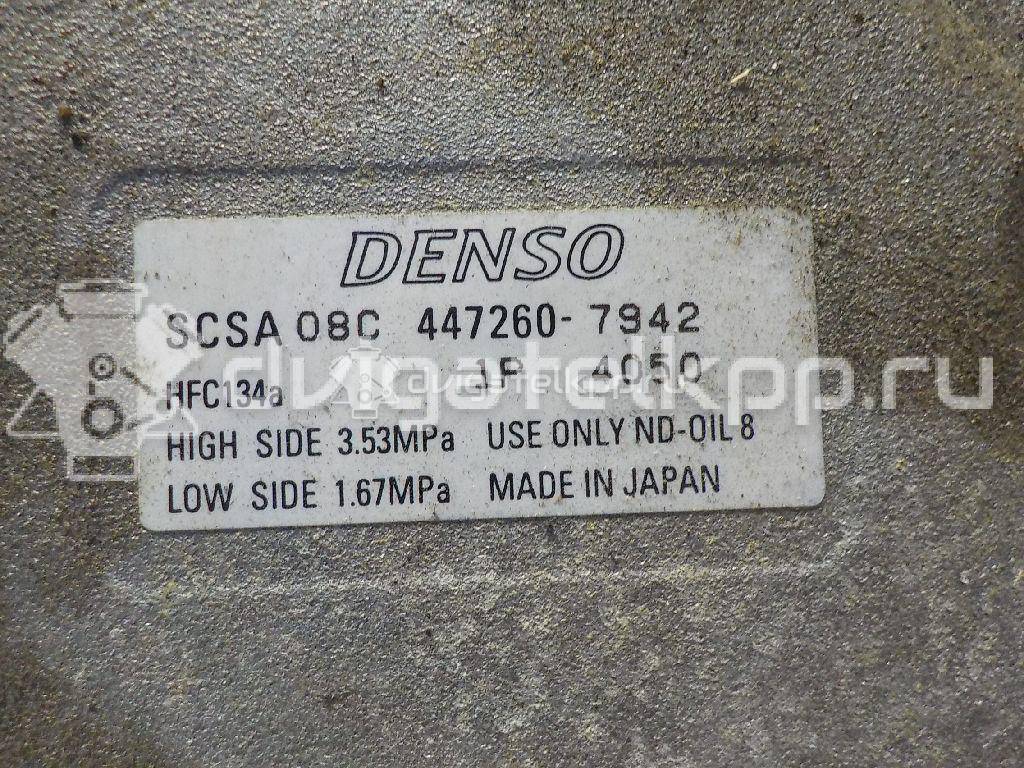 DENSO
SCSA 08C 447260-7942
JP 4050
HFC134a
HIGH SIDE 3.53MPa USE ONLY ND-OIL 8
LOW SIDE 1.67MPa MADE IN JAPAN
dvigatelkpp.ru